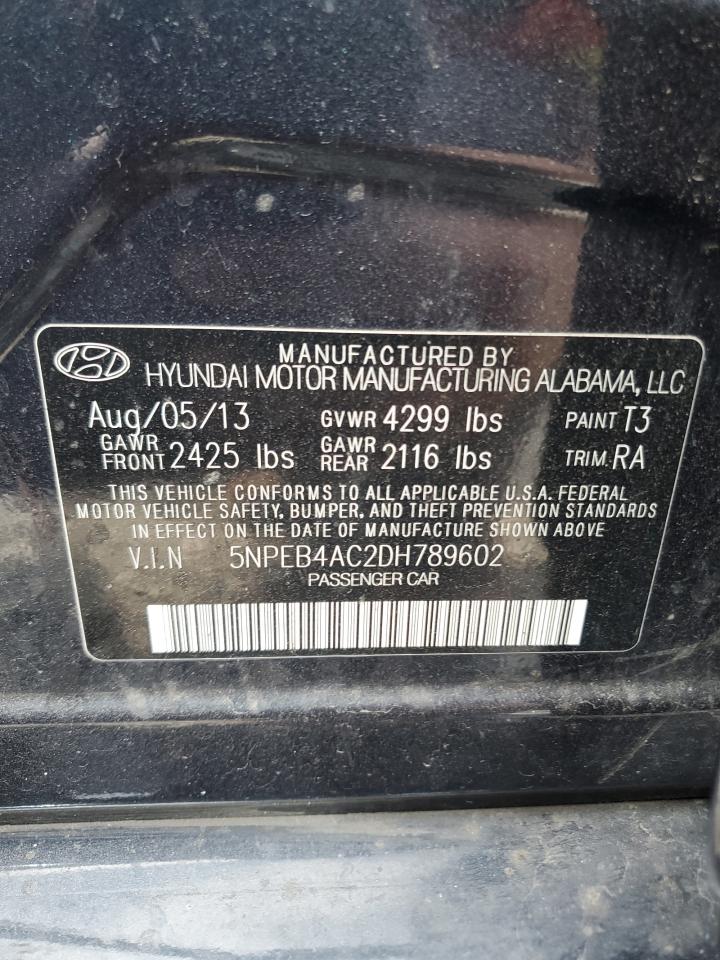 MANUFACTURED BY
HYUNDAI MOTOR MANUFACTURING ALABAMA, LLC
Aug/05/13 GVWR 4299 lbs PAINT T3
GAWR FRONT 2425 lbs GAWR REAR 2116 lbs TRIM RA
THIS VEHICLE CONFORMS TO ALL APPLICABLE U.S.A. FEDERAL
MOTOR VEHICLE SAFETY, BUMPER, AND THEFT PREVENTION STANDARDS
IN EFFECT ON THE DATE OF MANUFACTURE SHOWN ABOVE
V.I.N 5NPEB4AC2DH789602
PASSENGER CAR